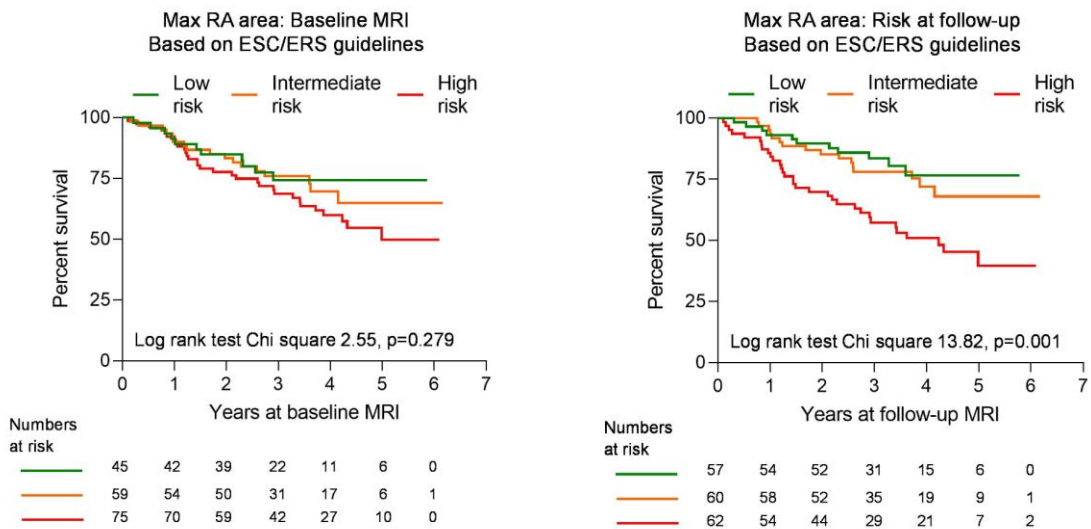 Max RA area: Baseline MRI
Based on ESC/ERS guidelines
Low risk
Intermediate risk
High risk
Percent survival
100
75
50
25
0
Log rank test Chi square 2.55, p=0.279
0 1 2 3 4 5 6 7
Years at baseline MRI
Numbers
at risk
45 42 39 22 11 6 0
59 54 50 31 17 6 1
75 70 59 42 27 10 0
Max RA area: Risk at follow-up
Based on ESC/ERS guidelines
Low risk
Intermediate risk
High risk
Percent survival
100
75
50
25
0
Log rank test Chi square 13.82, p=0.001
0 1 2 3 4 5 6 7
Years at follow-up MRI
Numbers
at risk
57 54 52 31 15 6 0
60 58 52 35 19 9 1
62 54 44 29 21 7 2